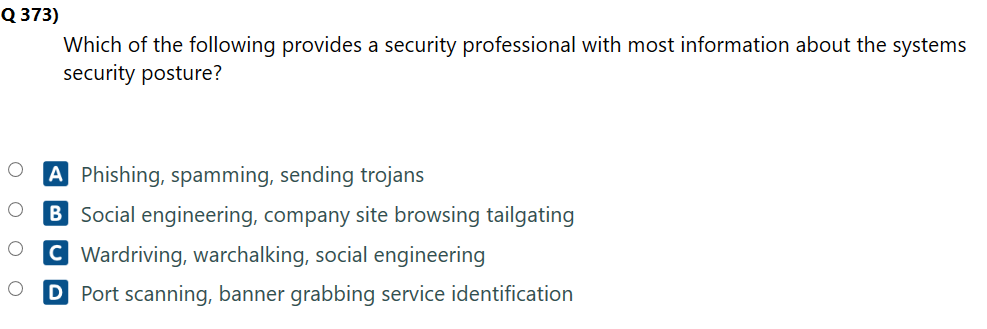 Q 373)
Which of the following provides a security professional with most information about the systems
security posture?
A Phishing, spamming, sending trojans
B Social engineering, company site browsing tailgating
C Wardriving, warchalking, social engineering
D Port scanning, banner grabbing service identification